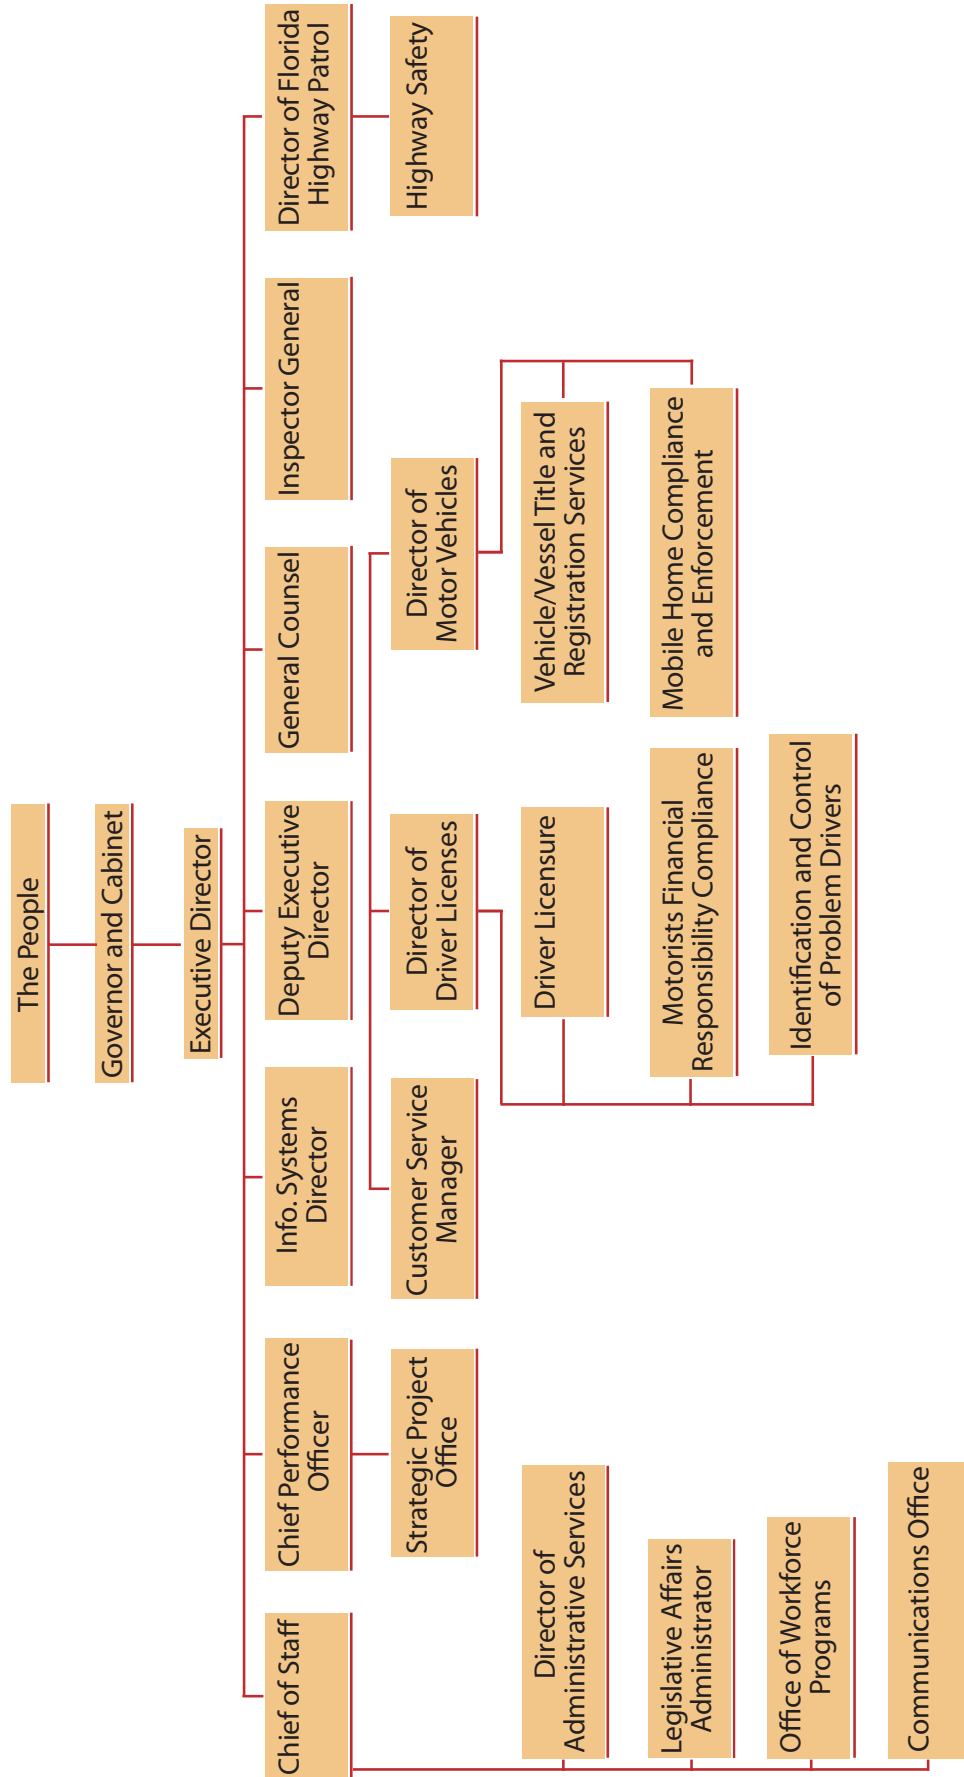 The People
Governor and Cabinet
Executive Director
Chief of Staff
Chief Performance
Officer
Info. Systems
Director
Deputy Executive
Director
General Counsel
Inspector General
Director of Florida
Highway Patrol
Strategic Project
Office
Customer Service
Manager
Director of
Driver Licenses
Director of
Motor Vehicles
Highway Safety
Director of
Administrative Services
Driver Licensure
Vehicle/Vessel Title and
Registration Services
Legislative Affairs
Administrator
Motorists Financial
Responsibility Compliance
Mobile Home Compliance
and Enforcement
Office of Workforce
Programs
Identification and Control
of Problem Drivers
Communications Office